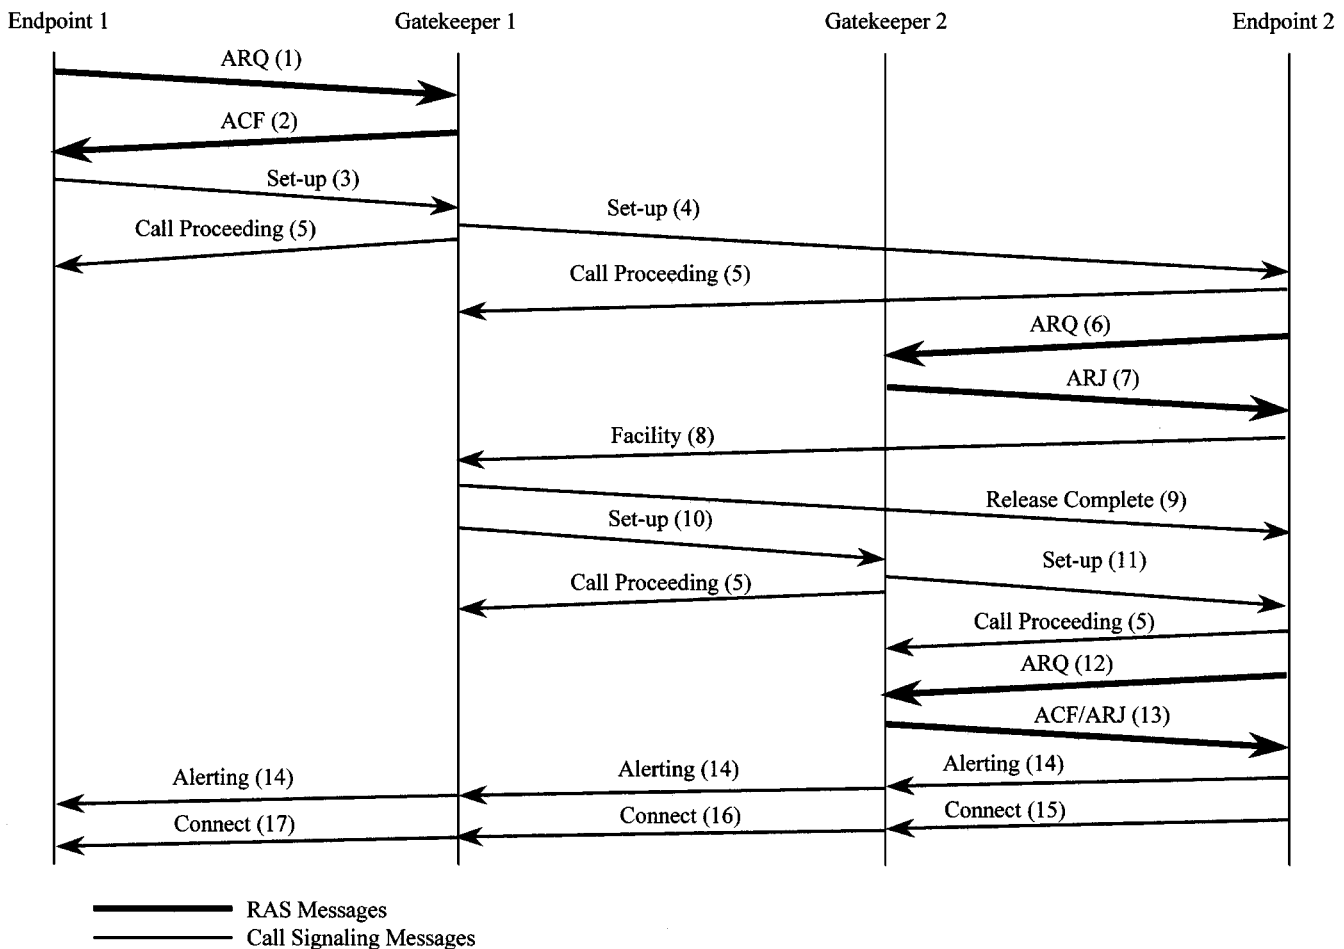 Endpoint 1
Gatekeeper 1
Gatekeeper 2
Endpoint 2
ARQ (1)
ACF (2)
Set-up (3)
Set-up (4)
Call Proceeding (5)
Call Proceeding (5)
ARQ (6)
ARJ (7)
Facility (8)
Release Complete (9)
Set-up (10)
Set-up (11)
Call Proceeding (5)
Call Proceeding (5)
ARQ (12)
ACF/ARJ (13)
Alerting (14)
Alerting (14)
Alerting (14)
Connect (15)
Connect (16)
Connect (17)
RAS Messages
Call Signaling Messages